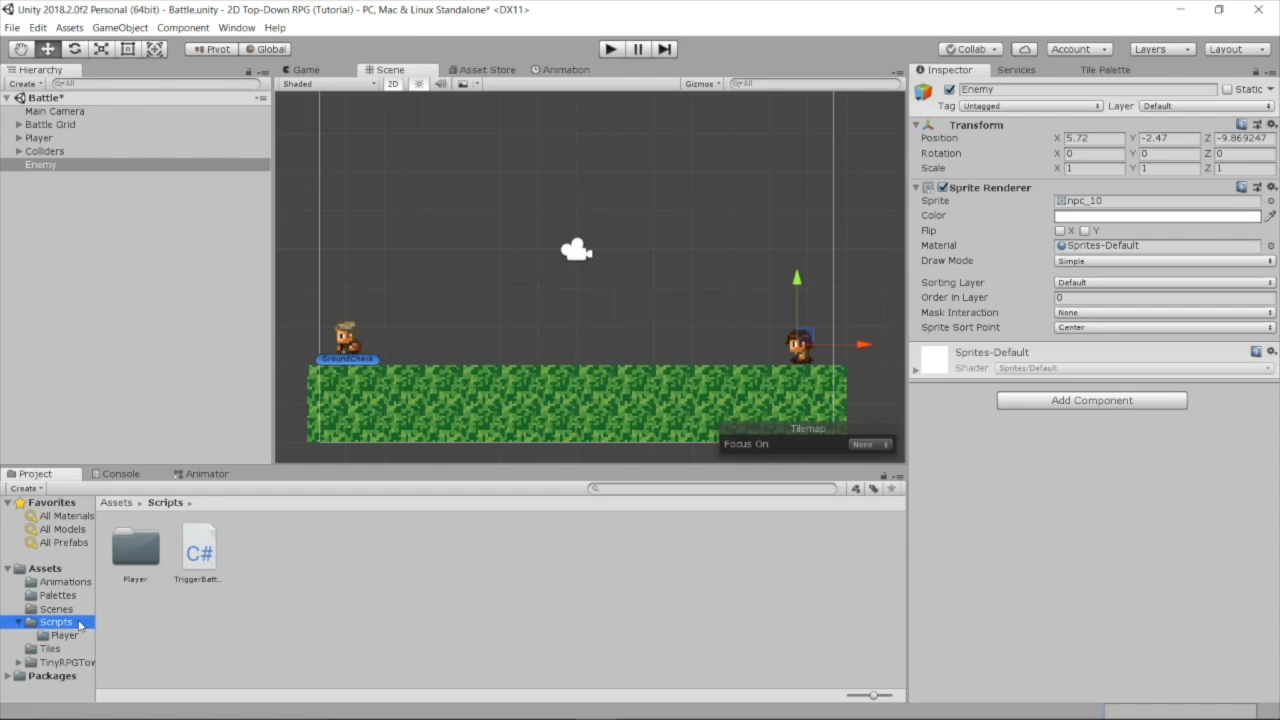 Unity 2018.2.0f2 Personal (64bit) - Battle.unity - 2D Top-Down RPG (Tutorial) - PC, Mac & Linux Standalone* <DX11>
File Edit Assets GameObject Component Window Help
Pivot Global Collab Account Layers Layout
Hierarchy Game Scene Asset Store Animation Inspector Services Tile Palette
Create All Shaded 2D Gizmos All
Battle*
Main Camera
Battle Grid
Player
Colliders
Enemy
GroundCheck
Tilemap
Focus On None
Enemy Static
Tag Untagged Layer Default
Transform
Position X 5.72 Y -2.47 Z -9.869247
Rotation X 0 Y 0 Z 0
Scale X 1 Y 1 Z 1
Sprite Renderer
Sprite npc_10
Color
Flip X Y
Material Sprites-Default
Draw Mode Simple
Sorting Layer Default
Order in Layer 0
Mask Interaction None
Sprite Sort Point Center
Sprites-Default
Shader Sprites/Default
Add Component
Project Console Animator
Create
Favorites
All Materials
All Models
All Prefabs
Assets
Animations
Palettes
Scenes
Scripts
Player
Tiles
TinyRPGTow
Packages
Assets Scripts
C#
Player TriggerBatt...